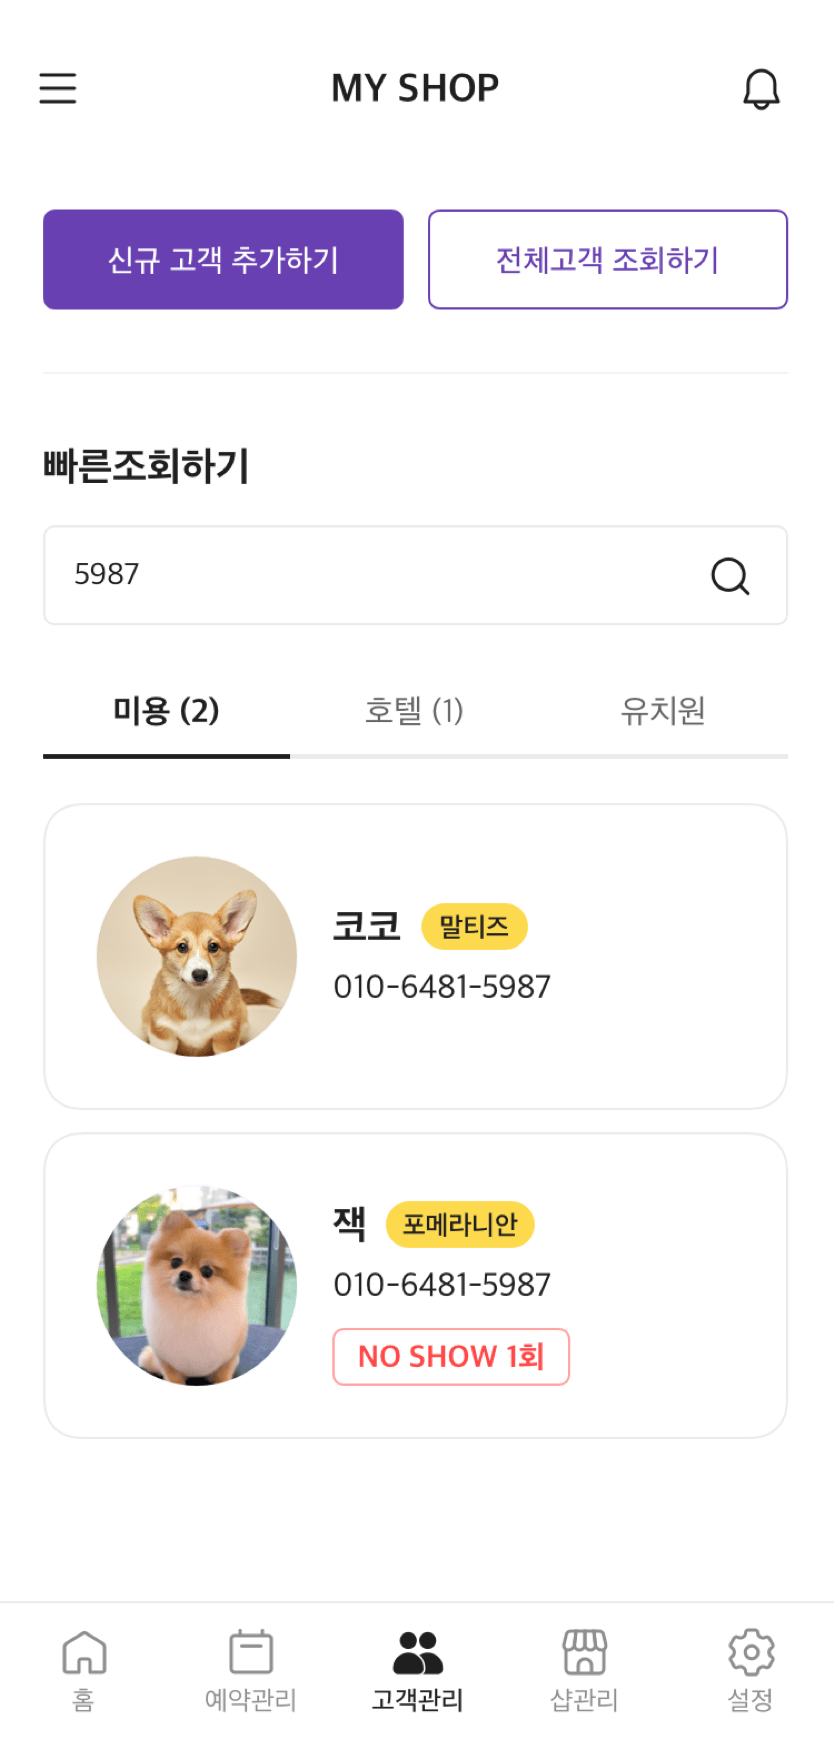 MY SHOP
신규 고객 추가하기
전체고객 조회하기
빠른조회하기
5987
미용 (2)
호텔 (1)
유치원
코코
말티즈
010-6481-5987
잭
포메라니안
010-6481-5987
NO SHOW 1회
홈
예약관리
고객관리
샵관리
설정